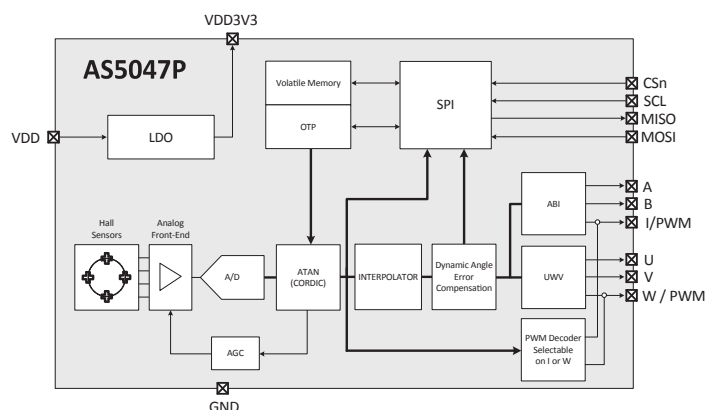 VDD3V3
AS5047P
Volatile Memory
OTP
SPI
CSn
SCL
MISO
MOSI
VDD
LDO
Hall
Sensors
Analog
Front-End
A/D
ATAN
(CORDIC)
INTERPOLATOR
Dynamic Angle
Error
Compensation
ABI
A
B
I/PWM
UWV
U
V
W / PWM
AGC
PWM Decoder
Selectable
on I or W
GND